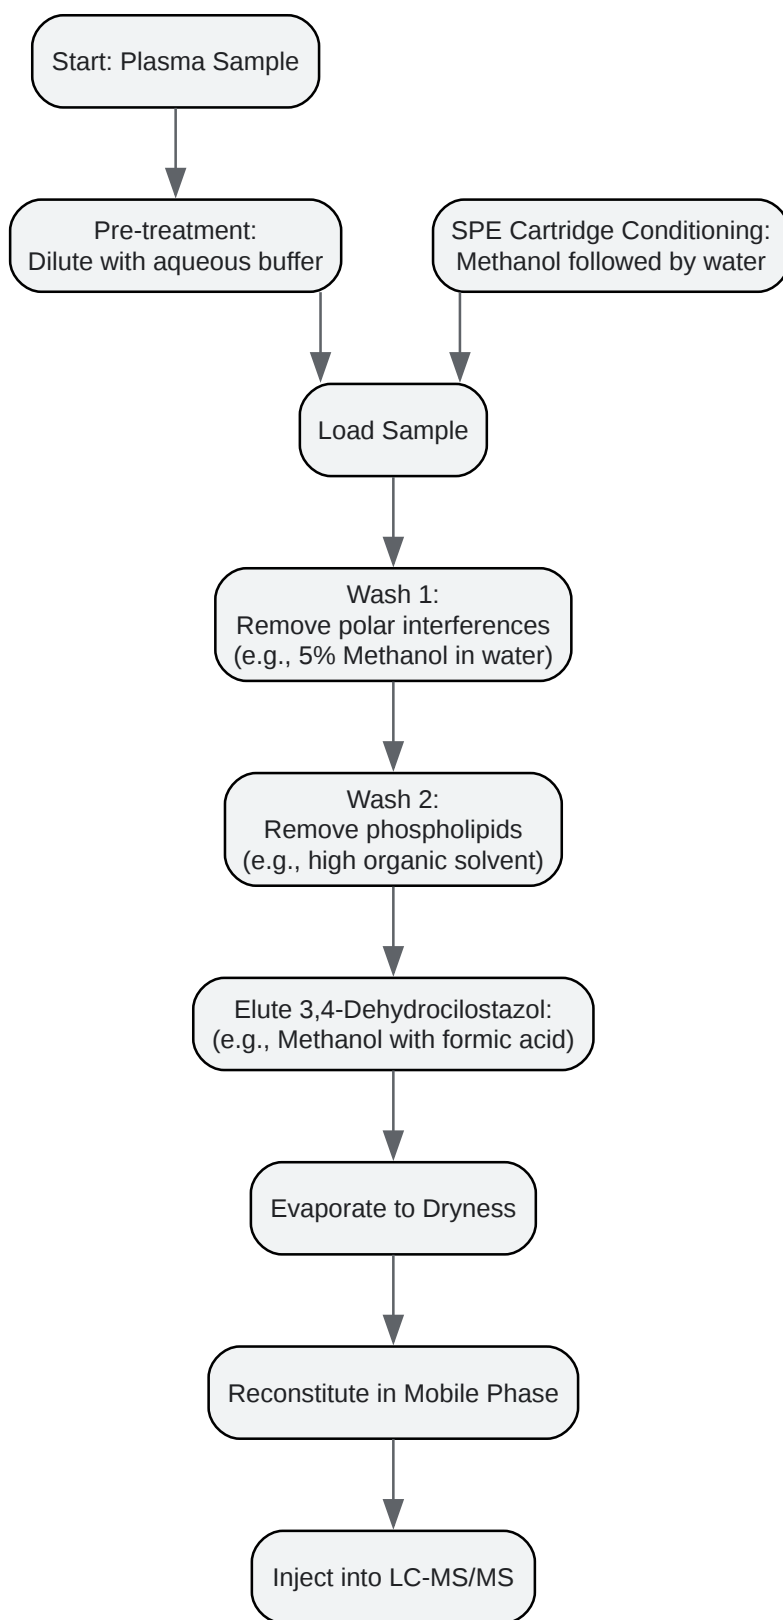 Start: Plasma Sample
Pre-treatment:
Dilute with aqueous buffer
SPE Cartridge Conditioning:
Methanol followed by water
Load Sample
Wash 1:
Remove polar interferences
(e.g., 5% Methanol in water)
Wash 2:
Remove phospholipids
(e.g., high organic solvent)
Elute 3,4-Dehydrocilostazol:
(e.g., Methanol with formic acid)
Evaporate to Dryness
Reconstitute in Mobile Phase
Inject into LC-MS/MS